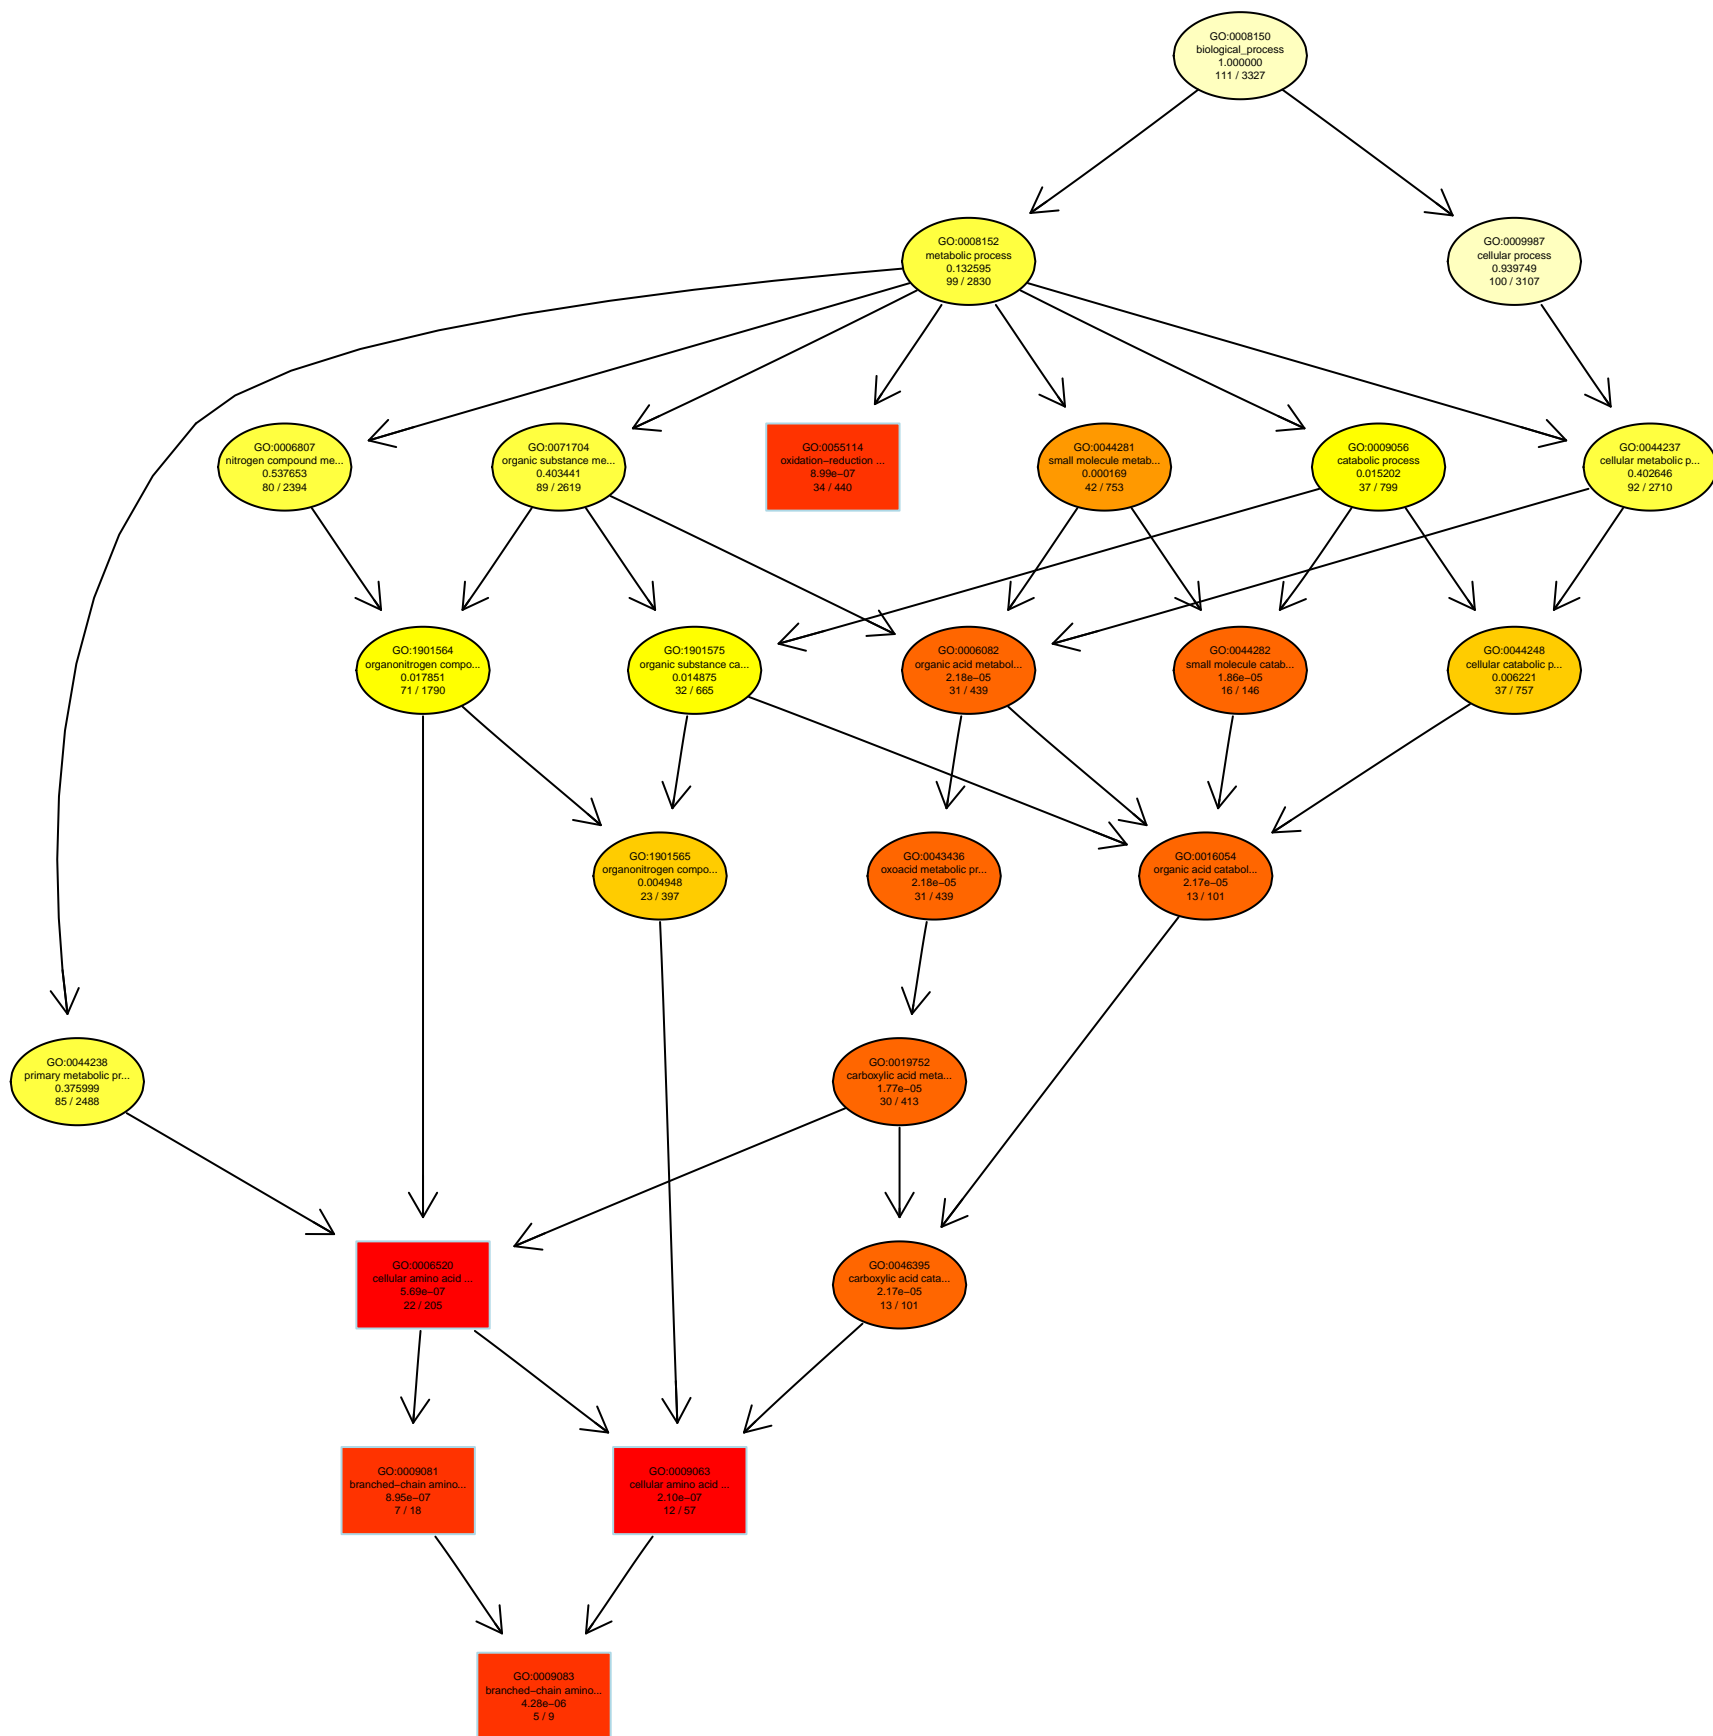 GO:0008150
biological_process
1.000000
111 / 3327
GO:0008152
metabolic process
0.132595
99 / 2830
GO:0009987
cellular process
0.939749
100 / 3107
GO:0006807
nitrogen compound me...
0.537653
80 / 2394
GO:0071704
organic substance me...
0.403441
89 / 2619
GO:0055114
oxidation−reduction ...
8.99e−07
34 / 440
GO:0044281
small molecule metab...
0.000169
42 / 753
GO:0009056
catabolic process
0.015202
37 / 799
GO:0044237
cellular metabolic p...
0.402646
92 / 2710
GO:1901564
organonitrogen compo...
0.017851
71 / 1790
GO:1901575
organic substance ca...
0.014875
32 / 665
GO:0006082
organic acid metabol...
2.18e−05
31 / 439
GO:0044282
small molecule catab...
1.86e−05
16 / 146
GO:0044248
cellular catabolic p...
0.006221
37 / 757
GO:1901565
organonitrogen compo...
0.004948
23 / 397
GO:0043436
oxoacid metabolic pr...
2.18e−05
31 / 439
GO:0016054
organic acid catabol...
2.17e−05
13 / 101
GO:0044238
primary metabolic pr...
0.375999
85 / 2488
GO:0019752
carboxylic acid meta...
1.77e−05
30 / 413
GO:0006520
cellular amino acid ...
5.69e−07
22 / 205
GO:0046395
carboxylic acid cata...
2.17e−05
13 / 101
GO:0009081
branched−chain amino...
8.95e−07
7 / 18
GO:0009063
cellular amino acid ...
2.10e−07
12 / 57
GO:0009083
branched−chain amino...
4.28e−06
5 / 9